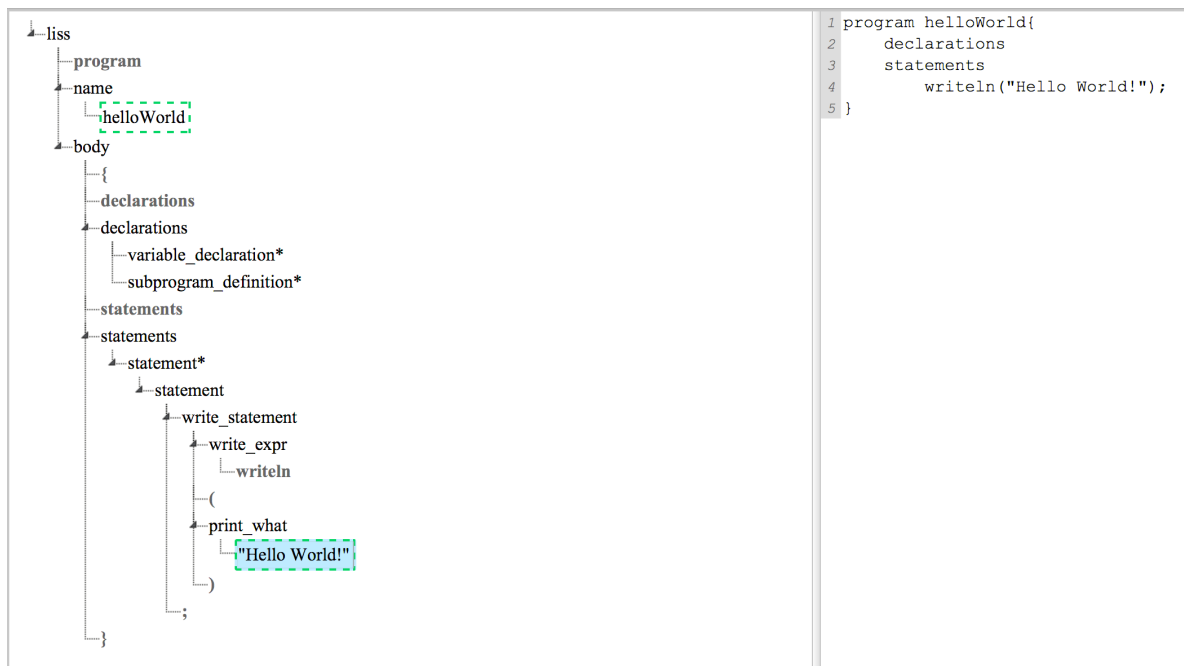 liss
program
name
helloWorld
body
{
declarations
declarations
variable_declaration*
subprogram_definition*
statements
statements
statement*
statement
write_statement
write_expr
writeln
(
print_what
"Hello World!"
)
;
}
1 program helloWorld{
2 declarations
3 statements
4 writeln("Hello World!");
5 }